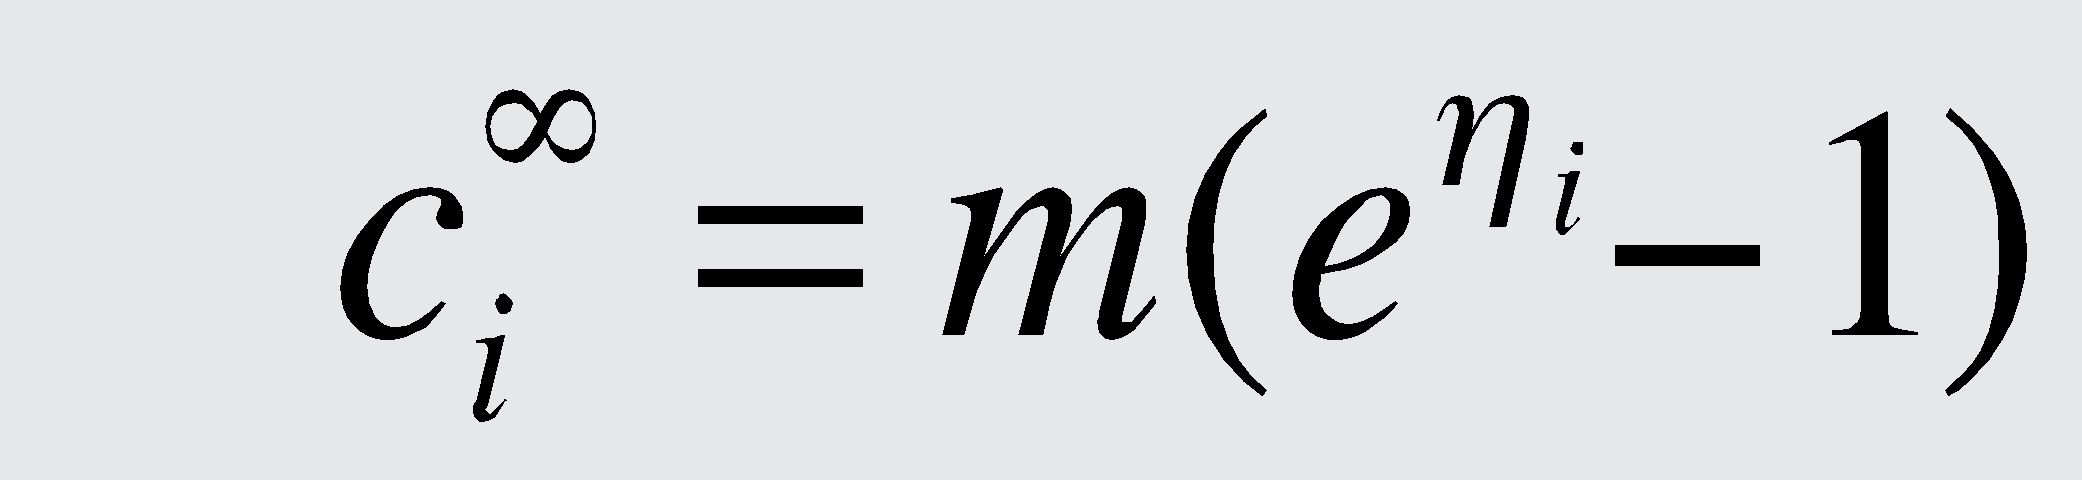 c_i^∞ = m(e^{η_i} − 1)